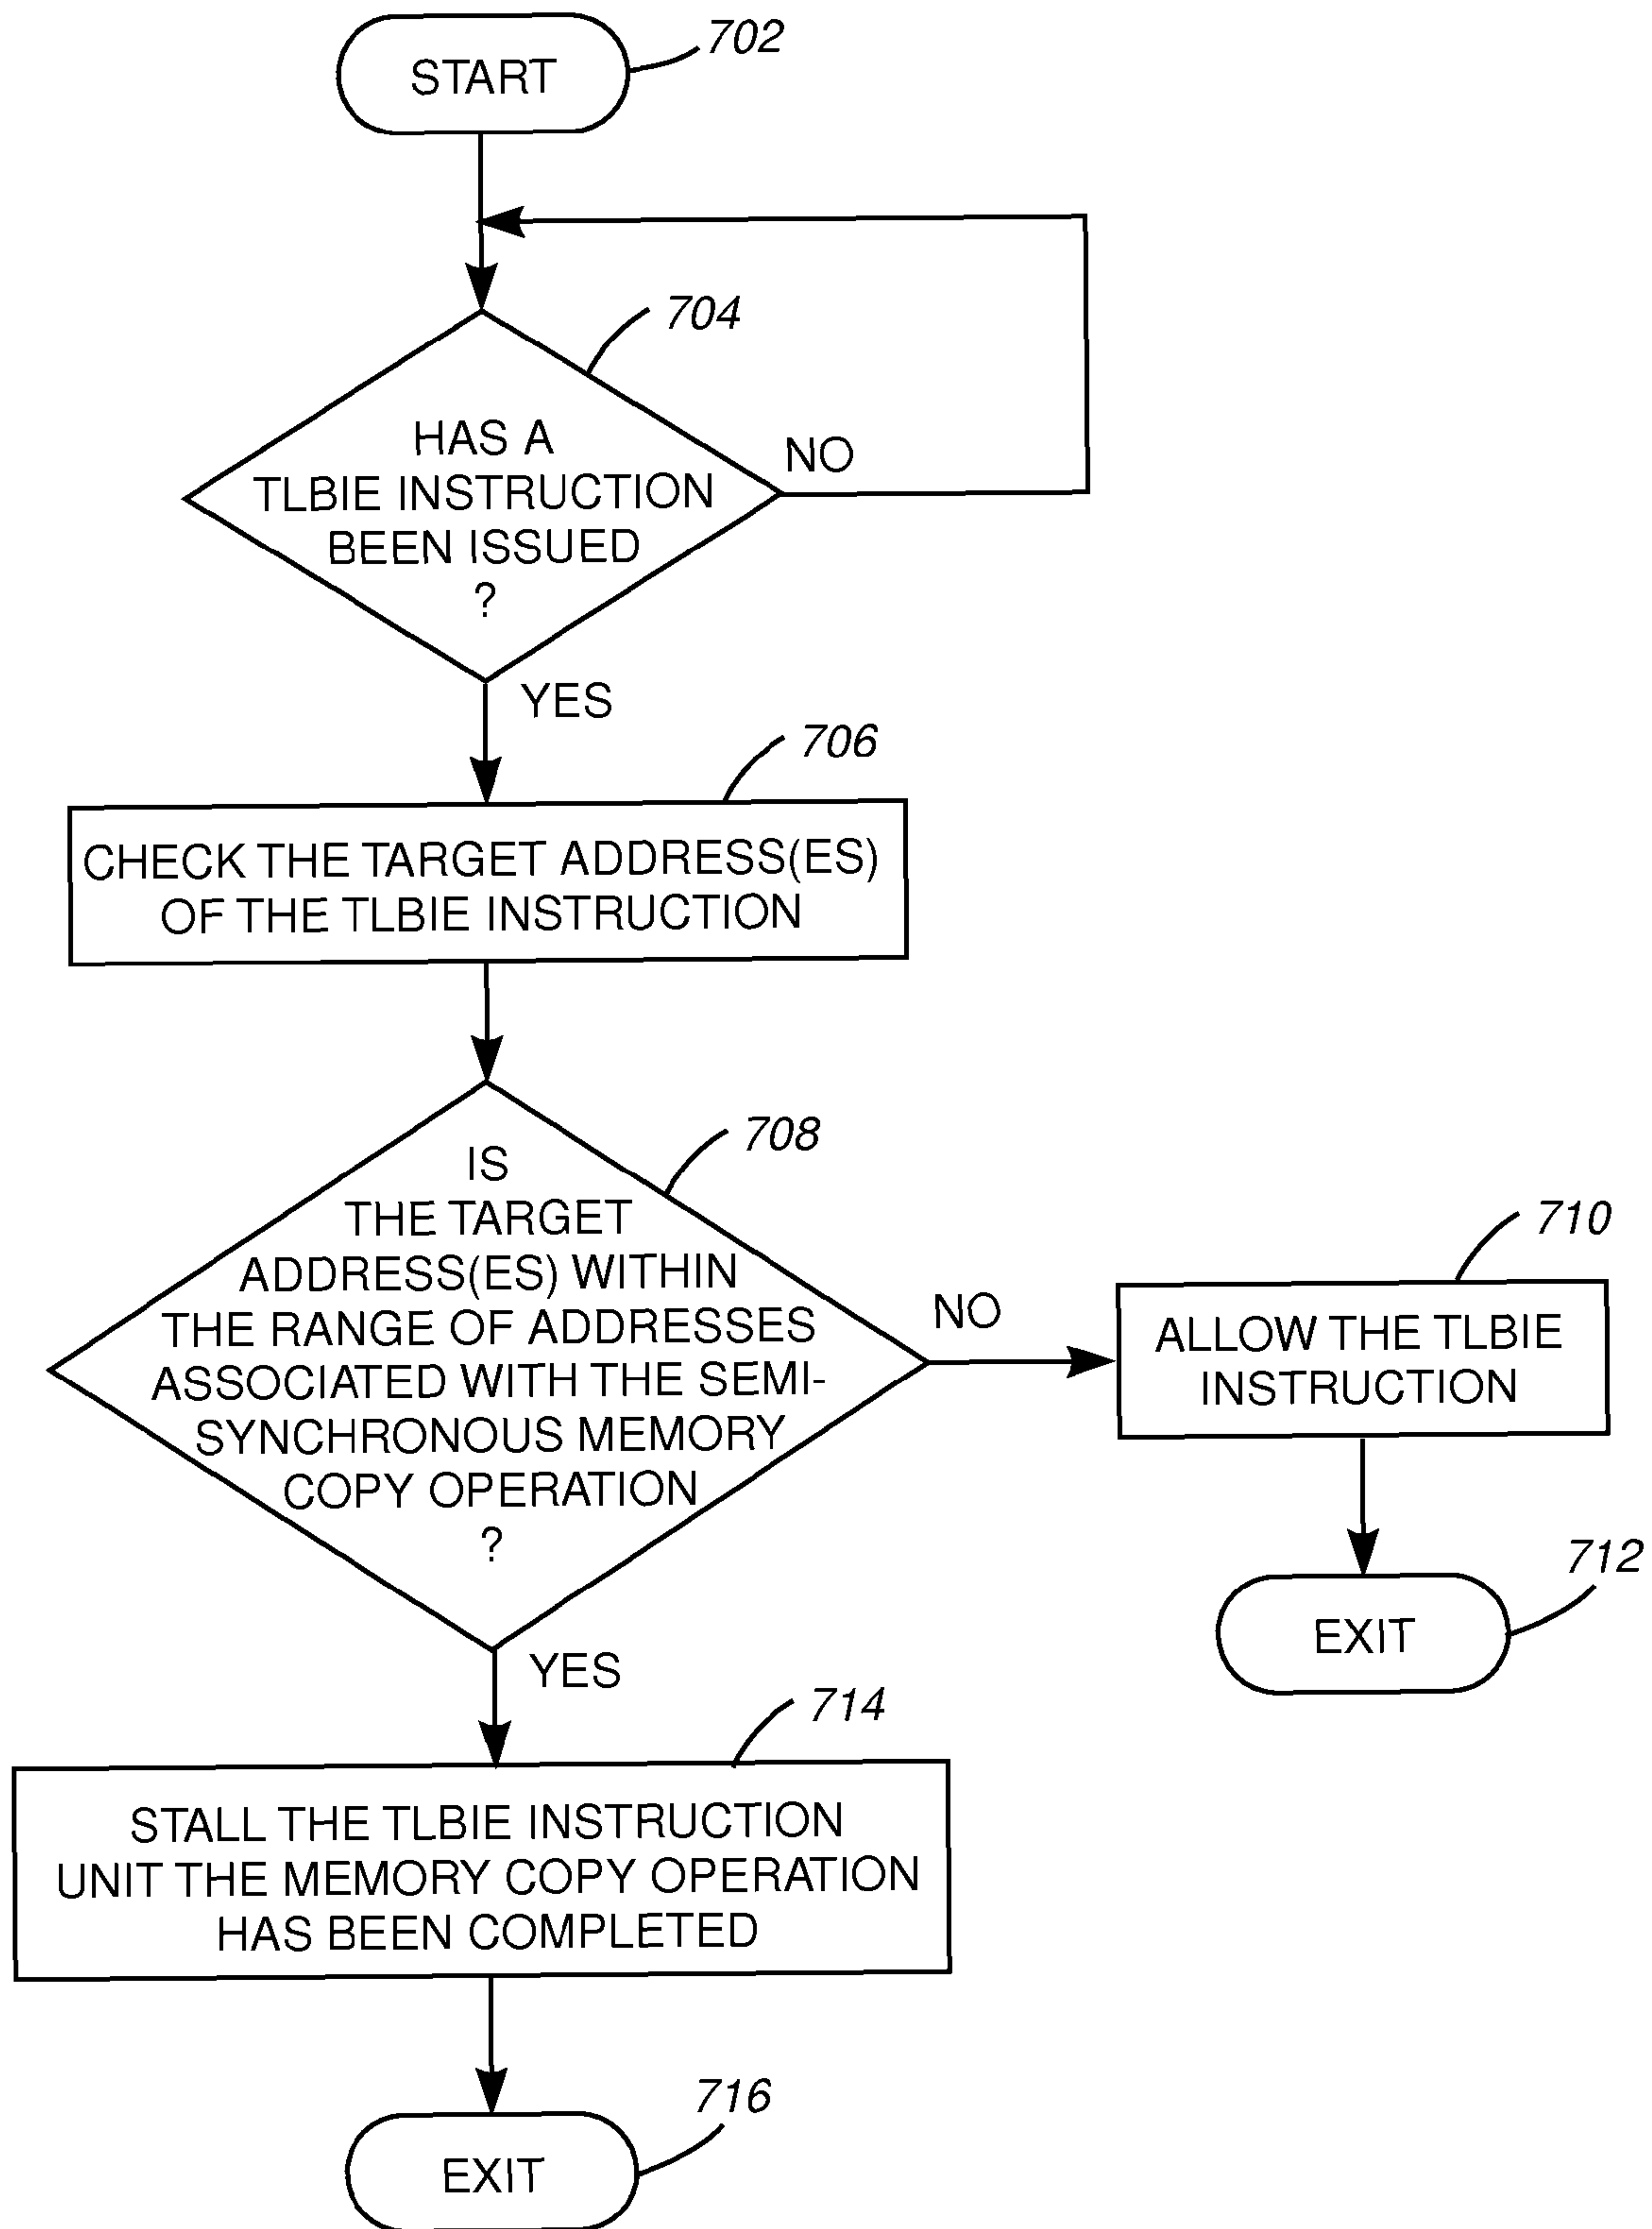 702
START
704
HAS A
TLBIE INSTRUCTION
BEEN ISSUED
?
NO
YES
706
CHECK THE TARGET ADDRESS(ES)
OF THE TLBIE INSTRUCTION
708
IS
THE TARGET
ADDRESS(ES) WITHIN
THE RANGE OF ADDRESSES
ASSOCIATED WITH THE SEMI-
SYNCHRONOUS MEMORY
COPY OPERATION
?
NO
710
ALLOW THE TLBIE
INSTRUCTION
712
EXIT
YES
714
STALL THE TLBIE INSTRUCTION
UNIT THE MEMORY COPY OPERATION
HAS BEEN COMPLETED
716
EXIT